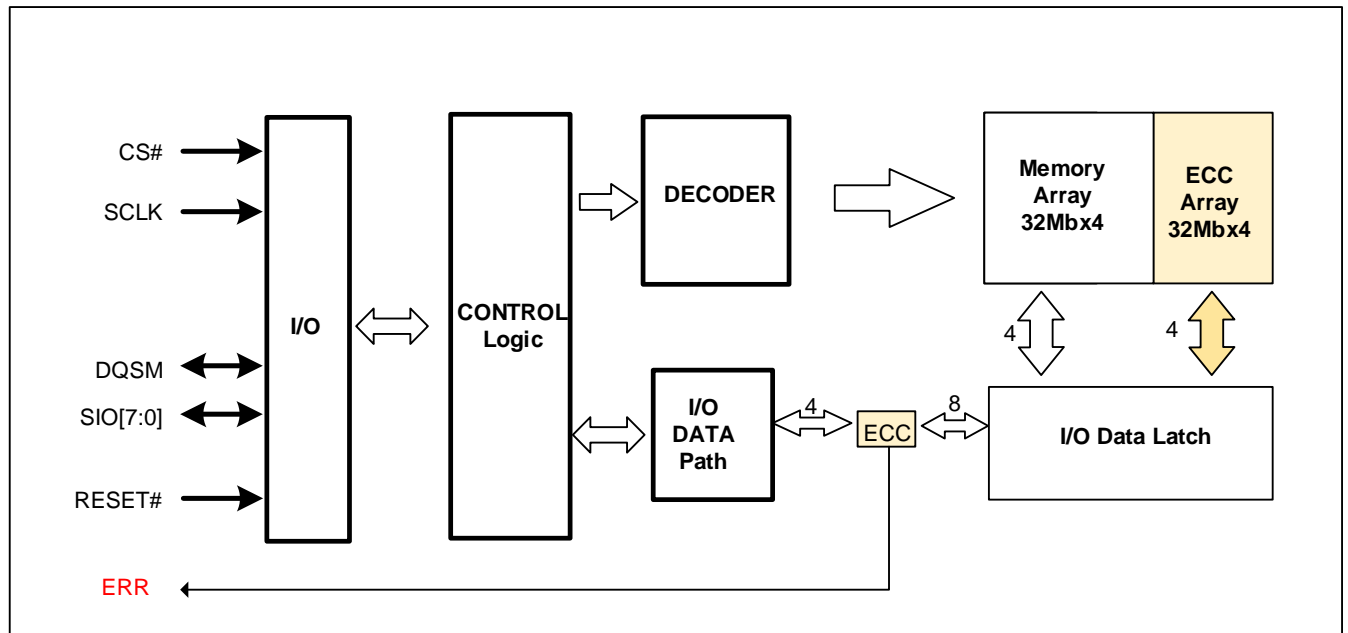 CS#
SCLK
DQSM
SIO[7:0]
RESET#
ERR
I/O
CONTROL
Logic
DECODER
I/O
DATA
Path
4
ECC
8
Memory
Array
32Mbx4
ECC
Array
32Mbx4
4
4
I/O Data Latch